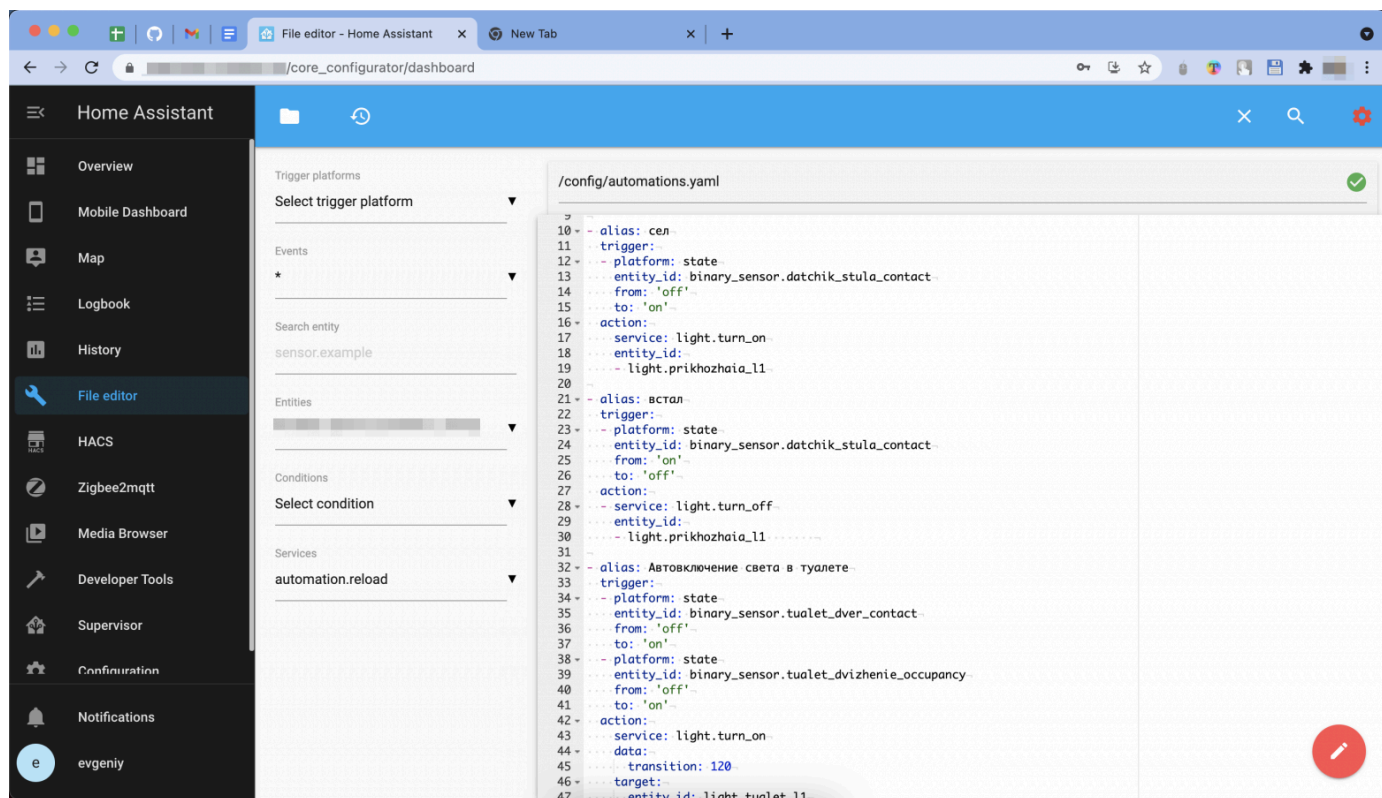 File editor - Home Assistant
New Tab
/core_configurator/dashboard
Home Assistant
Overview
Mobile Dashboard
Map
Logbook
History
File editor
HACS
HACS
Zigbee2mqtt
Media Browser
Developer Tools
Supervisor
Configuration
Notifications
e
evgeniy
Trigger platforms
Select trigger platform
Events
*
Search entity
sensor.example
Entities
Conditions
Select condition
Services
automation.reload
/config/automations.yaml
9
10 - alias: сел
11 trigger:
12 - platform: state
13 entity_id: binary_sensor.datchik_stula_contact
14 from: 'off'
15 to: 'on'
16 action:
17 service: light.turn_on
18 entity_id:
19 - light.prikhozhaia_l1
20
21 - alias: встал
22 trigger:
23 - platform: state
24 entity_id: binary_sensor.datchik_stula_contact
25 from: 'on'
26 to: 'off'
27 action:
28 - service: light.turn_off
29 entity_id:
30 - light.prikhozhaia_l1
31
32 - alias: Автовключение света в туалете
33 trigger:
34 - platform: state
35 entity_id: binary_sensor.tualet_dver_contact
36 from: 'off'
37 to: 'on'
38 - platform: state
39 entity_id: binary_sensor.tualet_dvizhenie_occupancy
40 from: 'off'
41 to: 'on'
42 action:
43 service: light.turn_on
44 data:
45 transition: 120
46 target:
47 entity_id: light.tualet_l1